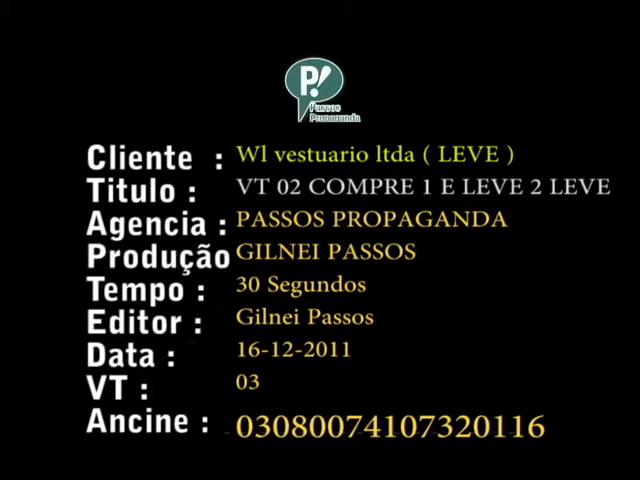 P!
Passos
Propaganda
Cliente : Wl vestuario ltda ( LEVE )
Titulo : VT 02 COMPRE 1 E LEVE 2 LEVE
Agencia : PASSOS PROPAGANDA
Produção GILNEI PASSOS
Tempo : 30 Segundos
Editor : Gilnei Passos
Data : 16-12-2011
VT : 03
Ancine : 03080074107320116